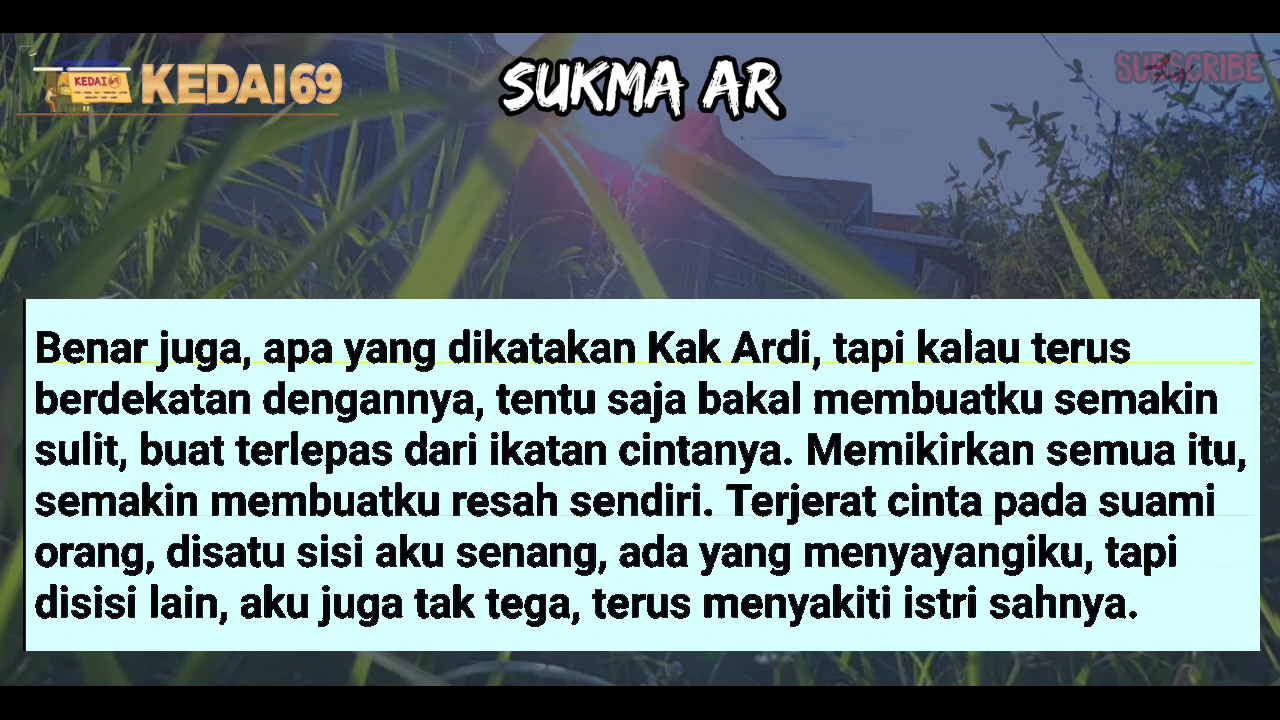 KEDAI69
KEDAI 69
SUKMA AR
SUBSCRIBE
Benar juga, apa yang dikatakan Kak Ardi, tapi kalau terus
berdekatan dengannya, tentu saja bakal membuatku semakin
sulit, buat terlepas dari ikatan cintanya. Memikirkan semua itu,
semakin membuatku resah sendiri. Terjerat cinta pada suami
orang, disatu sisi aku senang, ada yang menyayangiku, tapi
disisi lain, aku juga tak tega, terus menyakiti istri sahnya.